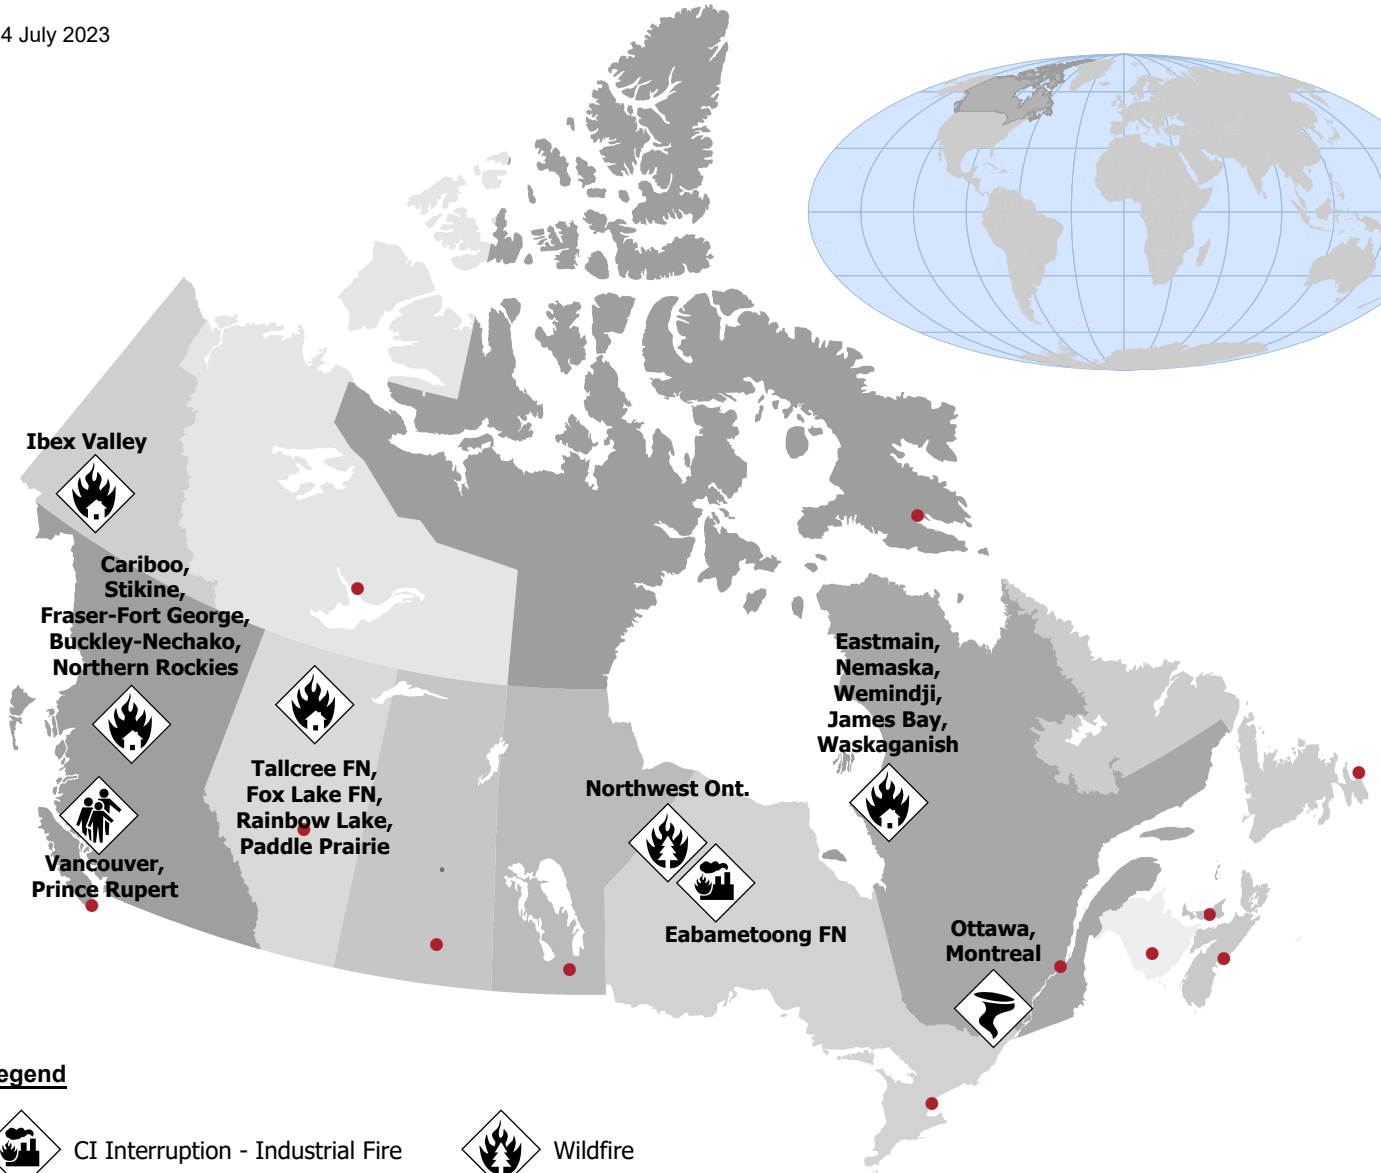 4 July 2023
Ibex Valley
Cariboo,
Stikine,
Fraser-Fort George,
Buckley-Nechako,
Northern Rockies
Vancouver,
Prince Rupert
Tallcree FN,
Fox Lake FN,
Rainbow Lake,
Paddle Prairie
Northwest Ont.
Eabametoong FN
Eastmain,
Nemaska,
Wemindji,
James Bay,
Waskaganish
Ottawa,
Montreal
egend
CI Interruption - Industrial Fire
Wildfire